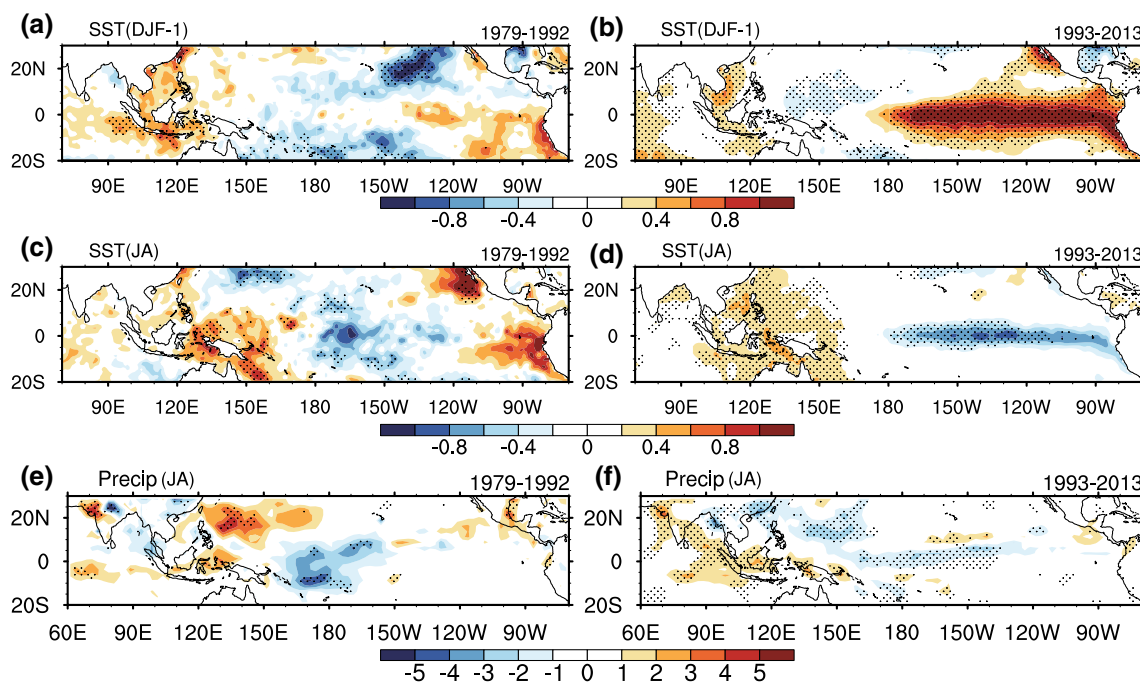 (a) SST(DJF-1) 1979-1992
(b) SST(DJF-1) 1993-2013
20N
0
20S
90E 120E 150E 180 150W 120W 90W
90E 120E 150E 180 150W 120W 90W
-0.8 -0.4 0 0.4 0.8
(c) SST(JA) 1979-1992
(d) SST(JA) 1993-2013
20N
0
20S
90E 120E 150E 180 150W 120W 90W
90E 120E 150E 180 150W 120W 90W
-0.8 -0.4 0 0.4 0.8
(e) Precip (JA) 1979-1992
(f) Precip (JA) 1993-2013
20N
0
20S
60E 90E 120E 150E 180 150W 120W 90W
60E 90E 120E 150E 180 150W 120W 90W
-5 -4 -3 -2 -1 0 1 2 3 4 5